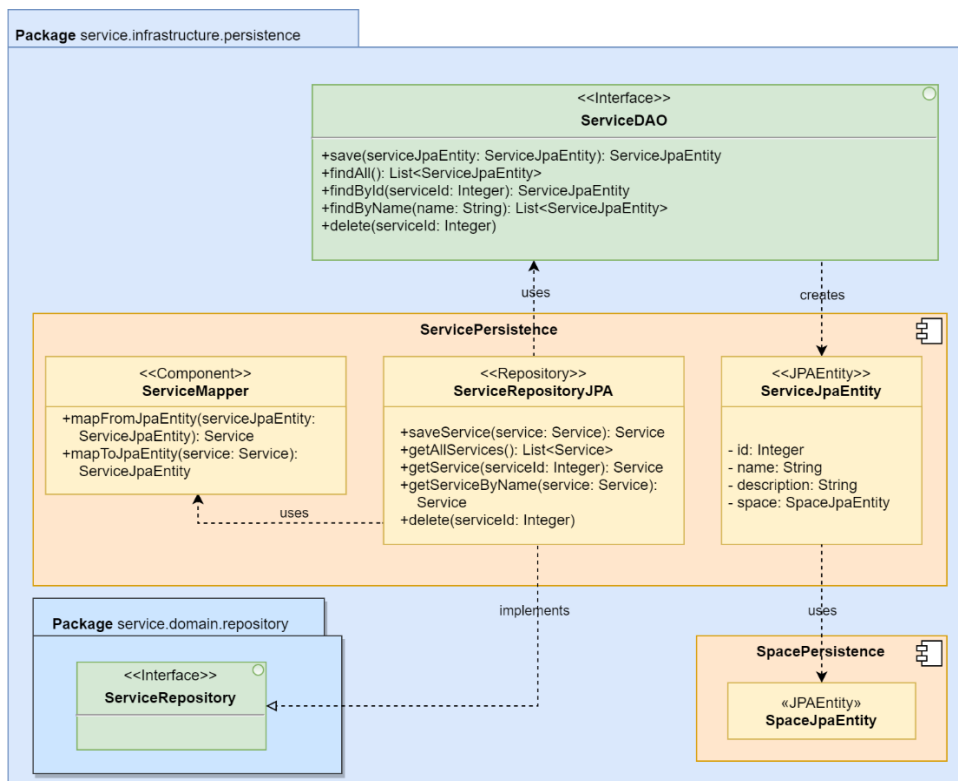 Package service.infrastructure.persistence
<<Interface>>
ServiceDAO
+save(serviceJpaEntity: ServiceJpaEntity): ServiceJpaEntity
+findAll(): List<ServiceJpaEntity>
+findById(serviceId: Integer): ServiceJpaEntity
+findByName(name: String): List<ServiceJpaEntity>
+delete(serviceId: Integer)
uses
creates
ServicePersistence
<<Component>>
ServiceMapper
+mapFromJpaEntity(serviceJpaEntity:
ServiceJpaEntity): Service
+mapToJpaEntity(service: Service):
ServiceJpaEntity
<<Repository>>
ServiceRepositoryJPA
+saveService(service: Service): Service
+getAllServices(): List<Service>
+getService(serviceId: Integer): Service
+getServiceByName(service: Service):
Service
+delete(serviceId: Integer)
<<JPAEntity>>
ServiceJpaEntity
- id: Integer
- name: String
- description: String
- space: SpaceJpaEntity
uses
implements
uses
Package service.domain.repository
<<Interface>>
ServiceRepository
SpacePersistence
«JPAEntity»
SpaceJpaEntity